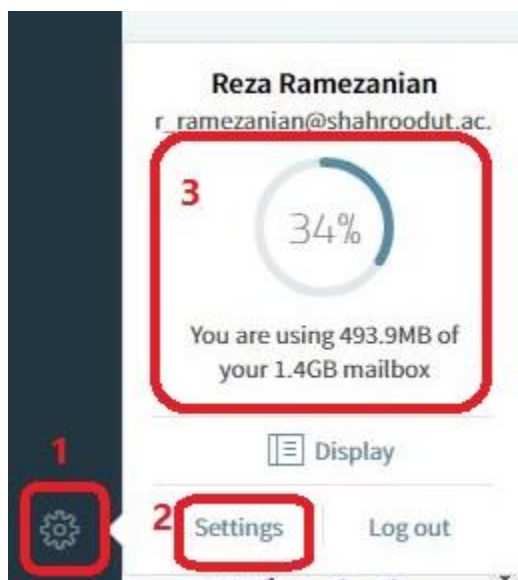 Reza Ramezanian
r_ramezanian@shahroodut.ac.
3
34%
You are using 493.9MB of
your 1.4GB mailbox
Display
1
2
Settings
Log out